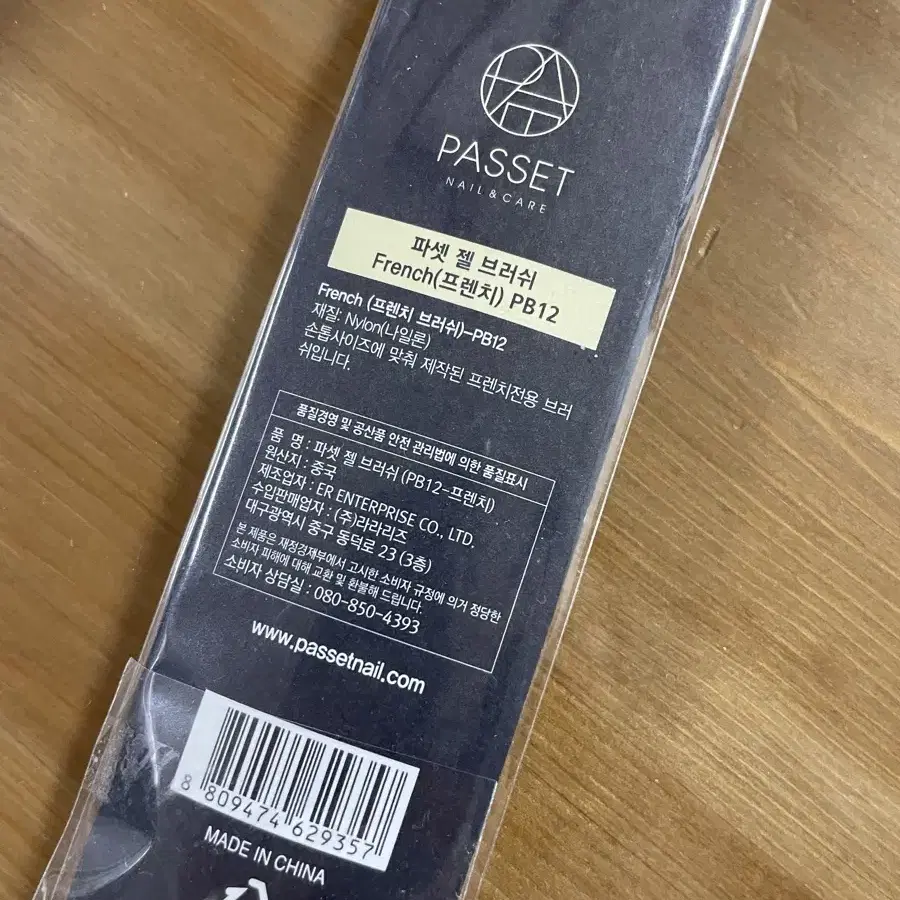 PASSET
NAIL & CARE
파셋 젤 브러쉬
French(프렌치) PB12
French (프렌치 브러쉬)-PB12
재질: Nylon(나일론)
손톱사이즈에 맞춰 제작된 프렌치전용 브러
쉬입니다.
품질경영 및 공산품 안전 관리법에 의한 품질표시
품 명 : 파셋 젤 브러쉬 (PB12-프렌치)
원산지 : 중국
제조업자 : ER ENTERPRISE CO., LTD.
수입판매업자 : (주)라라리즈
대구광역시 중구 동덕로 23 (3층)
본 제품은 재정경제부에서 고시한 소비자 규정에 의거 정당한
소비자 피해에 대해 교환 및 환불해 드립니다.
소비자 상담실 : 080-850-4393
www.passetnail.com
8 809474 629357
MADE IN CHINA